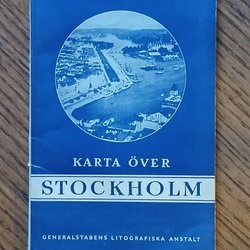 KARTA ÖVER
STOCKHOLM
GENERALSTABENS LITOGRAFISKA ANSTALT